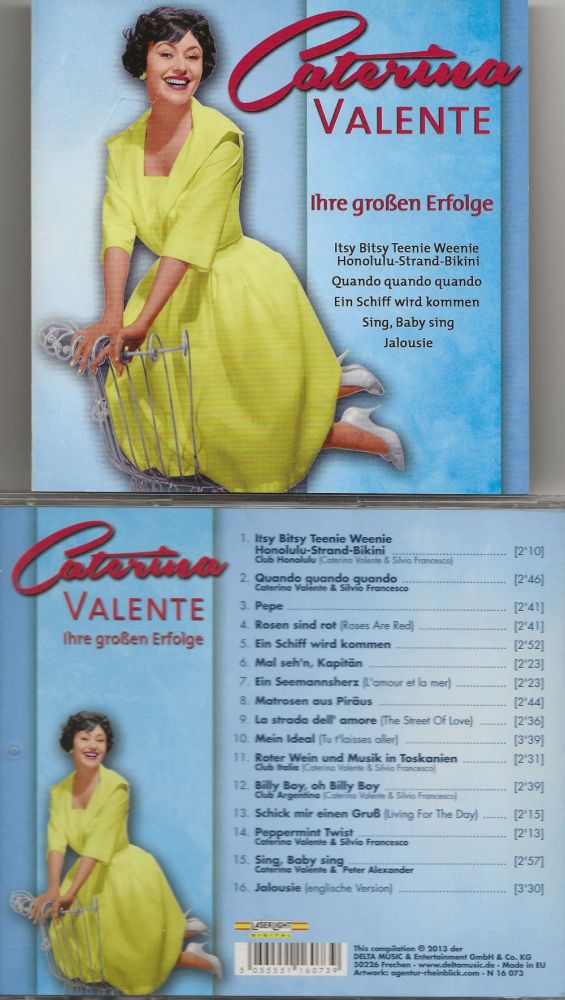 Caterina
VALENTE
Ihre großen Erfolge
Itsy Bitsy Teenie Weenie
Honolulu-Strand-Bikini
Quando quando quando
Ein Schiff wird kommen
Sing, Baby sing
Jalousie
Caterina
VALENTE
Ihre großen Erfolge
1. Itsy Bitsy Teenie Weenie
Honolulu-Strand-Bikini [2'10]
Club Honolulu (Caterina Valente & Silvio Francesco)
2. Quando quando quando [2'46]
Caterina Valente & Silvio Francesco
3. Pepe [2'41]
4. Rosen sind rot (Roses Are Red) [2'41]
5. Ein Schiff wird kommen [2'52]
6. Mal seh'n, Kapitän [2'23]
7. Ein Seemannsherz (L'amour et la mer) [2'23]
8. Matrosen aus Piräus [2'44]
9. La strada dell' amore (The Street Of Love) [2'36]
10. Mein Ideal (Tu t'laisses aller) [3'39]
11. Roter Wein und Musik in Toskanien [2'31]
Club Italia (Caterina Valente & Silvio Francesco)
12. Billy Boy, oh Billy Boy [2'39]
Club Argentina (Caterina Valente & Silvio Francesco)
13. Schick mir einen Gruß (Living For The Day) [2'15]
14. Peppermint Twist [2'13]
Caterina Valente & Silvio Francesco
15. Sing, Baby sing [2'57]
Caterina Valente & Peter Alexander
16. Jalousie (englische Version) [3'30]
LASERLIGHT
DIGITAL
5 055551 160739
This compilation ℗ 2013 der
DELTA MUSIC & Entertainment GmbH & Co. KG
50226 Frechen · www.deltamusic.de · Made in EU
Artwork: agentur-rheinblick.com · N 16 073